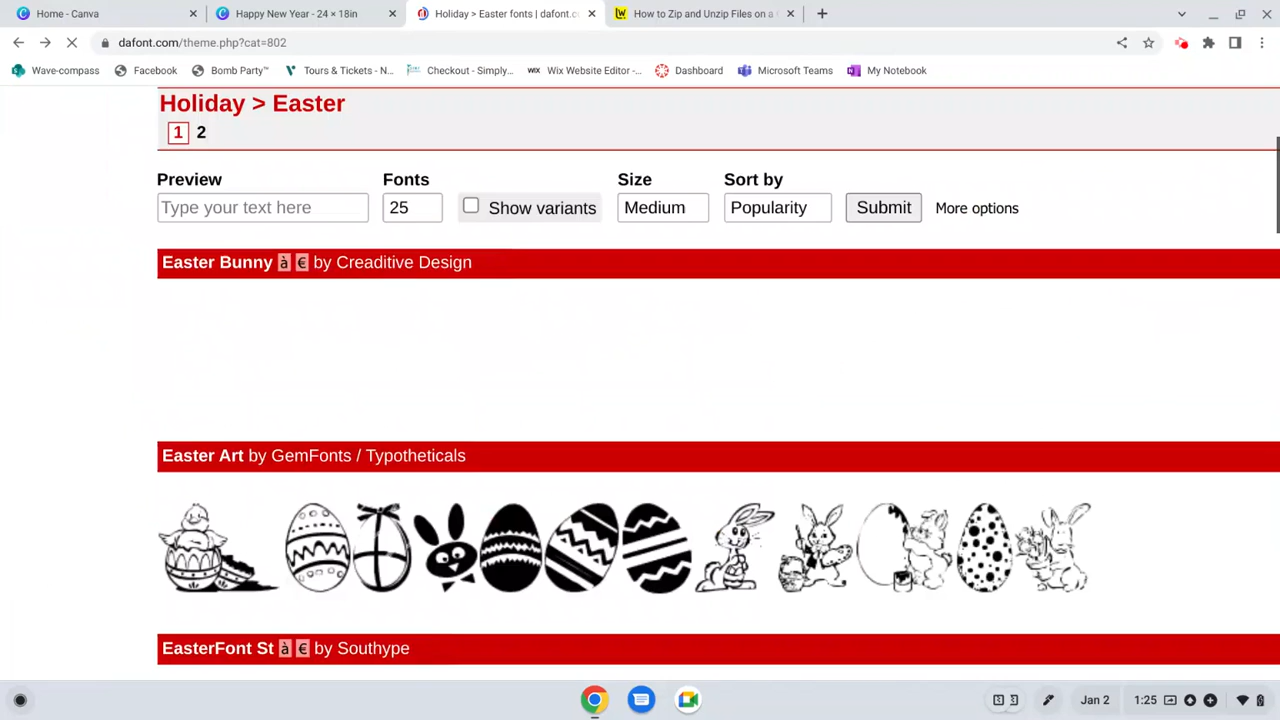 Home - Canva
Happy New Year - 24 × 18in
Holiday > Easter fonts | dafont.co
How to Zip and Unzip Files on a
dafont.com/theme.php?cat=802
Wave-compass
Facebook
Bomb Party™
Tours & Tickets - N...
Checkout - Simply...
WIX Wix Website Editor -...
Dashboard
Microsoft Teams
My Notebook
Holiday > Easter
1 2
Preview Fonts Size Sort by
Type your text here 25 Show variants Medium Popularity Submit More options
Easter Bunny à € by Creaditive Design
Easter Art by GemFonts / Typotheticals
EasterFont St à € by Southype
Jan 2 1:25